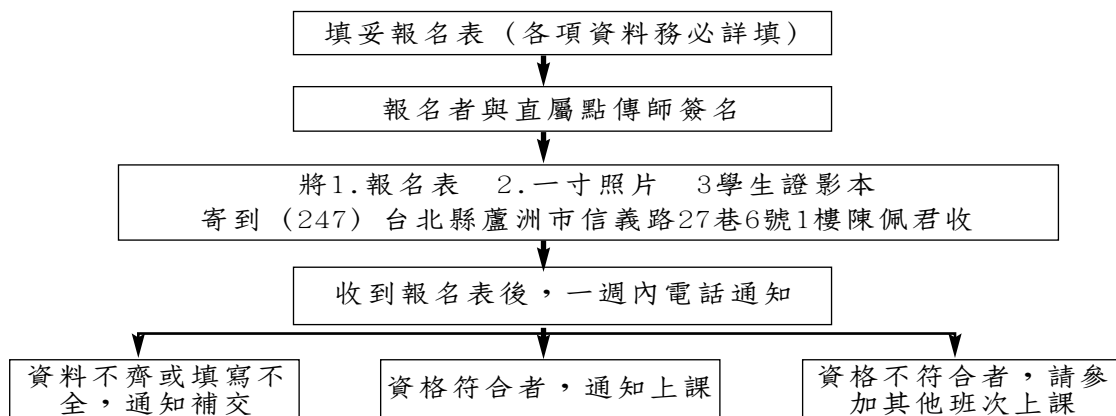 填妥報名表 (各項資料務必詳填)
報名者與直屬點傳師簽名
將1.報名表 2.一寸照片 3學生證影本
寄到 (247) 台北縣蘆洲市信義路27巷6號1樓陳佩君收
收到報名表後，一週內電話通知
資料不齊或填寫不
全，通知補交
資格符合者，通知上課
資格不符合者，請參
加其他班次上課